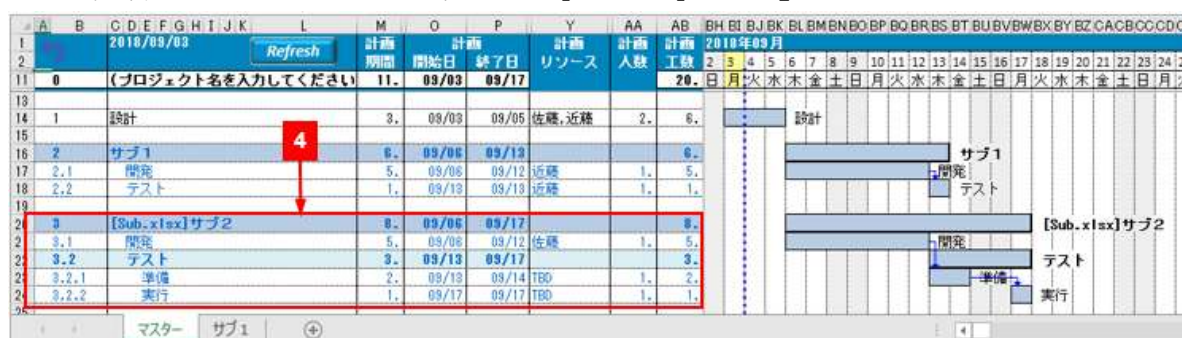 A B C D E F G H I J K L M O P Y AA AB BH BI BJ BK BL BM BN BO BP BQ BR BS BT BU BV BW BX BY BZ CA CB CC CD
1 2018/09/03 Refresh 計画 計画 計画 計画 計画 2018年09月
2 期間 開始日 終了日 リソース 人数 工数 2 3 4 5 6 7 8 9 10 11 12 13 14 15 16 17 18 19 20 21 22 23 24
11 0 (プロジェクト名を入力してください 11. 09/03 09/17 20. 日 月 火 水 木 金 土 日 月 火 水 木 金 土 日 月 火 水 木 金 土 日 月
13
14 1 設計 3. 09/03 09/05 佐藤,近藤 2. 6. 設計
15
4
16 2 サブ1 6. 09/06 09/13 6. サブ1
17 2.1 開発 5. 09/06 09/12 近藤 1. 5. 開発
18 2.2 テスト 1. 09/13 09/13 近藤 1. 1. テスト
19
3 [Sub.xlsx]サブ2 8. 09/06 09/17 8. [Sub.xlsx]サブ2
3.1 開発 5. 09/06 09/12 佐藤 1. 5. 開発
3.2 テスト 3. 09/13 09/17 3. テスト
3.2.1 準備 2. 09/13 09/14 TBD 1. 2. 準備
3.2.2 実行 1. 09/17 09/17 TBD 1. 1. 実行
マスター サブ1